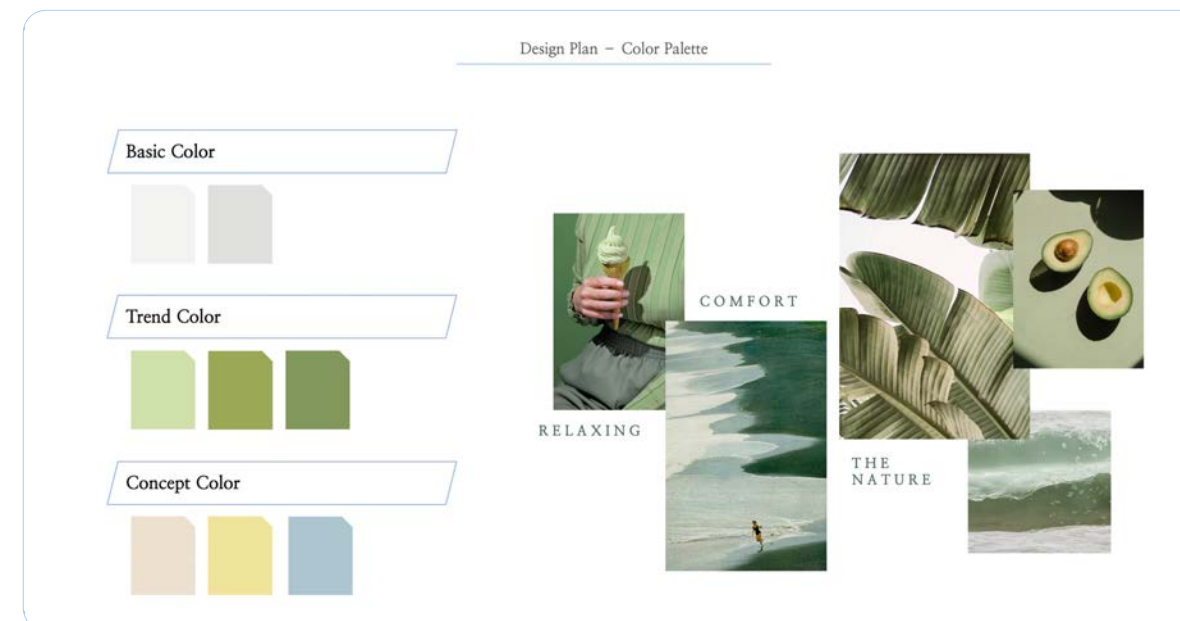 Design Plan – Color Palette
Basic Color
Trend Color
Concept Color
COMFORT
RELAXING
THE
NATURE